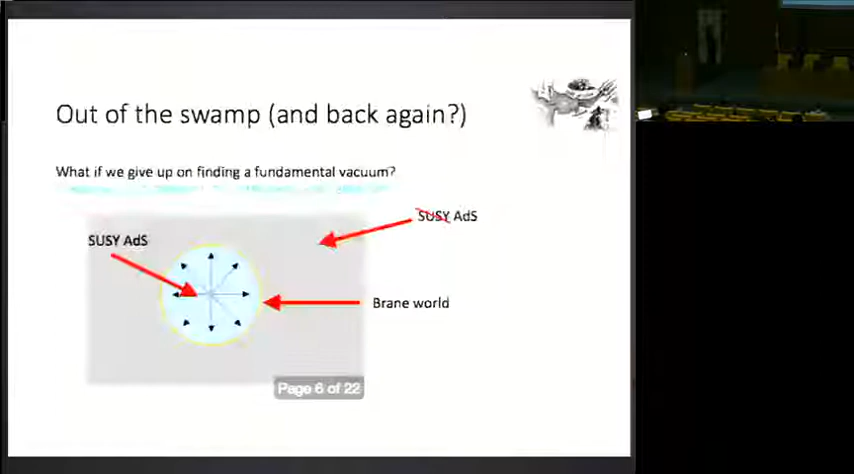 Out of the swamp (and back again?)
What if we give up on finding a fundamental vacuum?
SUSY AdS
SUSY AdS
Brane world
Page 6 of 22